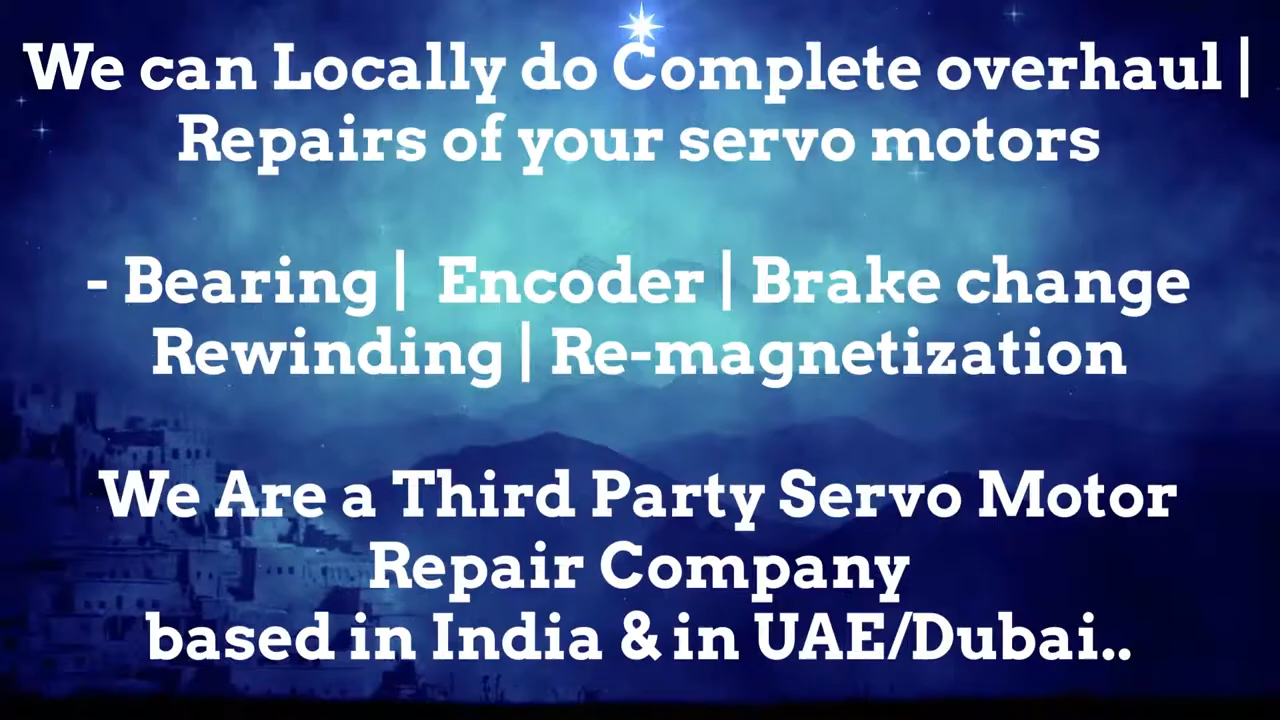 We can Locally do Complete overhaul |
Repairs of your servo motors
- Bearing | Encoder | Brake change
Rewinding | Re-magnetization
We Are a Third Party Servo Motor
Repair Company
based in India & in UAE/Dubai..